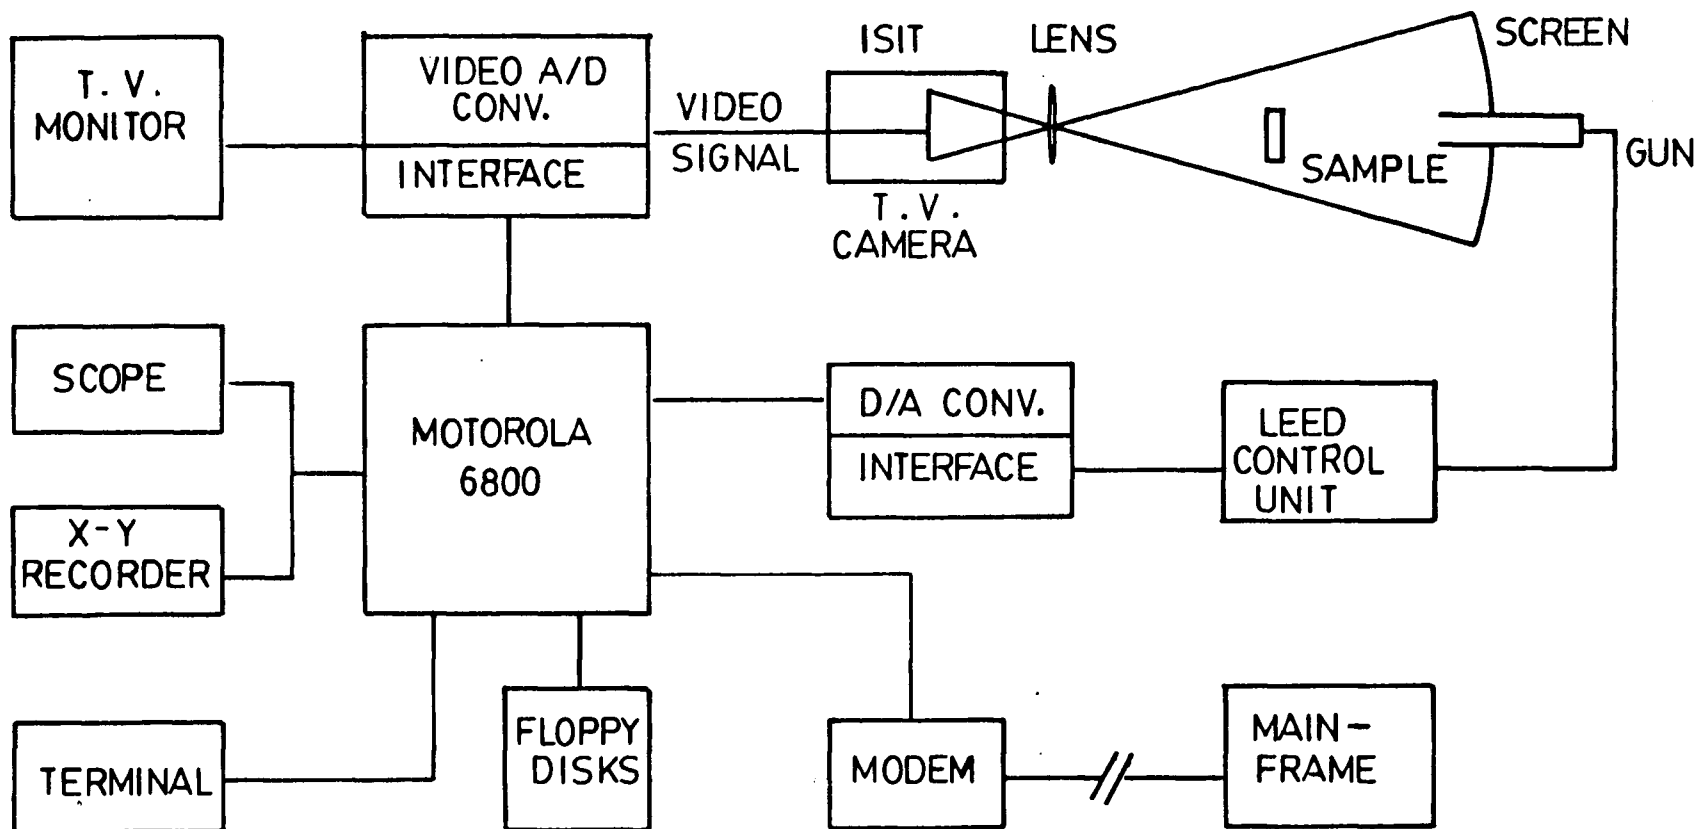 T. V.
MONITOR
VIDEO A/D
CONV.
INTERFACE
VIDEO
SIGNAL
ISIT
T. V.
CAMERA
LENS
SAMPLE
SCREEN
GUN
SCOPE
X-Y
RECORDER
MOTOROLA
6800
D/A CONV.
INTERFACE
LEED
CONTROL
UNIT
TERMINAL
FLOPPY
DISKS
MODEM
MAIN-
FRAME